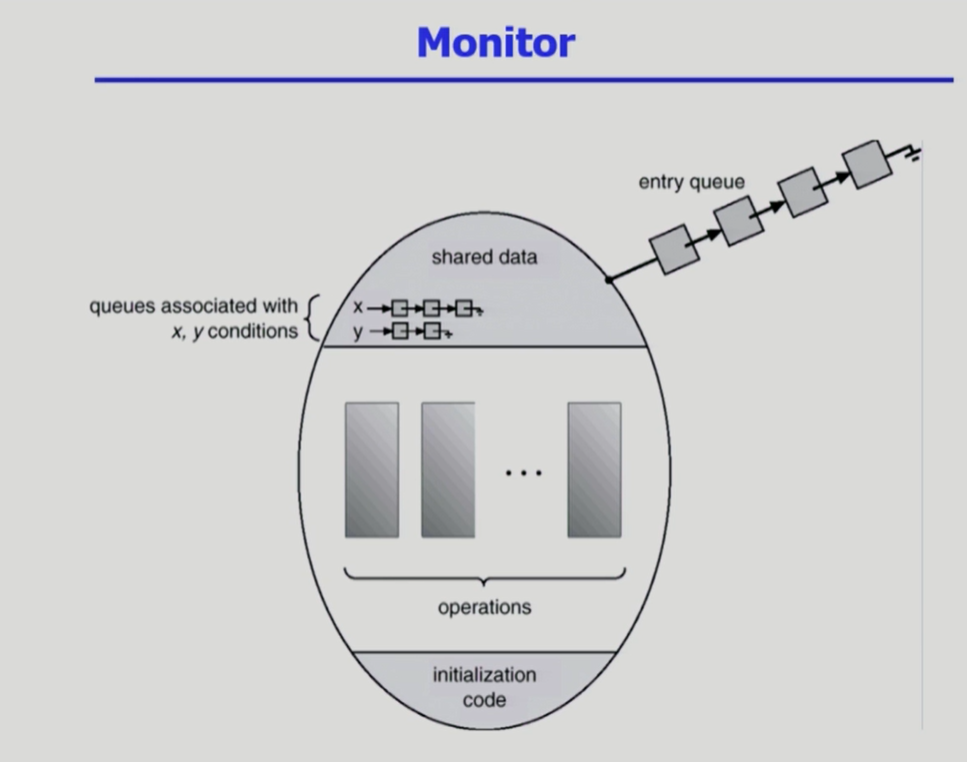 Monitor
entry queue
shared data
queues associated with
x, y conditions
x
y
...
operations
initialization
code